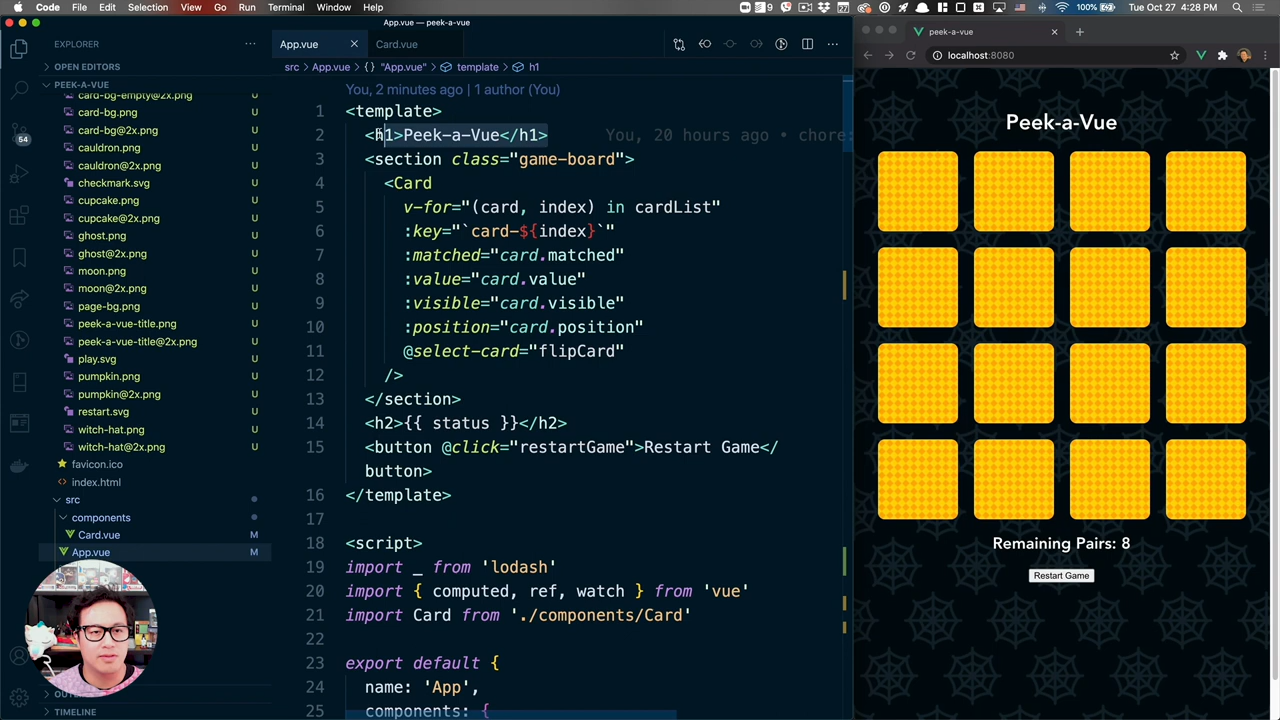 Code File Edit Selection View Go Run Terminal Window Help
9
27
100%
Tue Oct 27 4:28 PM
App.vue — peek-a-vue
EXPLORER
OPEN EDITORS
PEEK-A-VUE
card-bg-empty@2x.png U
card-bg.png U
card-bg@2x.png U
cauldron.png U
cauldron@2x.png U
checkmark.svg U
cupcake.png U
cupcake@2x.png U
ghost.png U
ghost@2x.png U
moon.png U
moon@2x.png U
page-bg.png U
peek-a-vue-title.png U
peek-a-vue-title@2x.png U
play.svg U
pumpkin.png U
pumpkin@2x.png U
restart.svg U
witch-hat.png U
witch-hat@2x.png U
favicon.ico
index.html
src
components
Card.vue M
App.vue M
TIMELINE
54
App.vue
Card.vue
src > App.vue > {} "App.vue" > template > h1
You, 2 minutes ago | 1 author (You)
1 <template>
2 <h1>Peek-a-Vue</h1> You, 20 hours ago • chore:
3 <section class="game-board">
4 <Card
5 v-for="(card, index) in cardList"
6 :key="`card-${index}`"
7 :matched="card.matched"
8 :value="card.value"
9 :visible="card.visible"
10 :position="card.position"
11 @select-card="flipCard"
12 />
13 </section>
14 <h2>{{ status }}</h2>
15 <button @click="restartGame">Restart Game</
button>
16 </template>
17
18 <script>
19 import _ from 'lodash'
20 import { computed, ref, watch } from 'vue'
21 import Card from './components/Card'
22
23 export default {
24 name: 'App',
25 components: {
peek-a-vue
localhost:8080
Peek-a-Vue
Remaining Pairs: 8
Restart Game